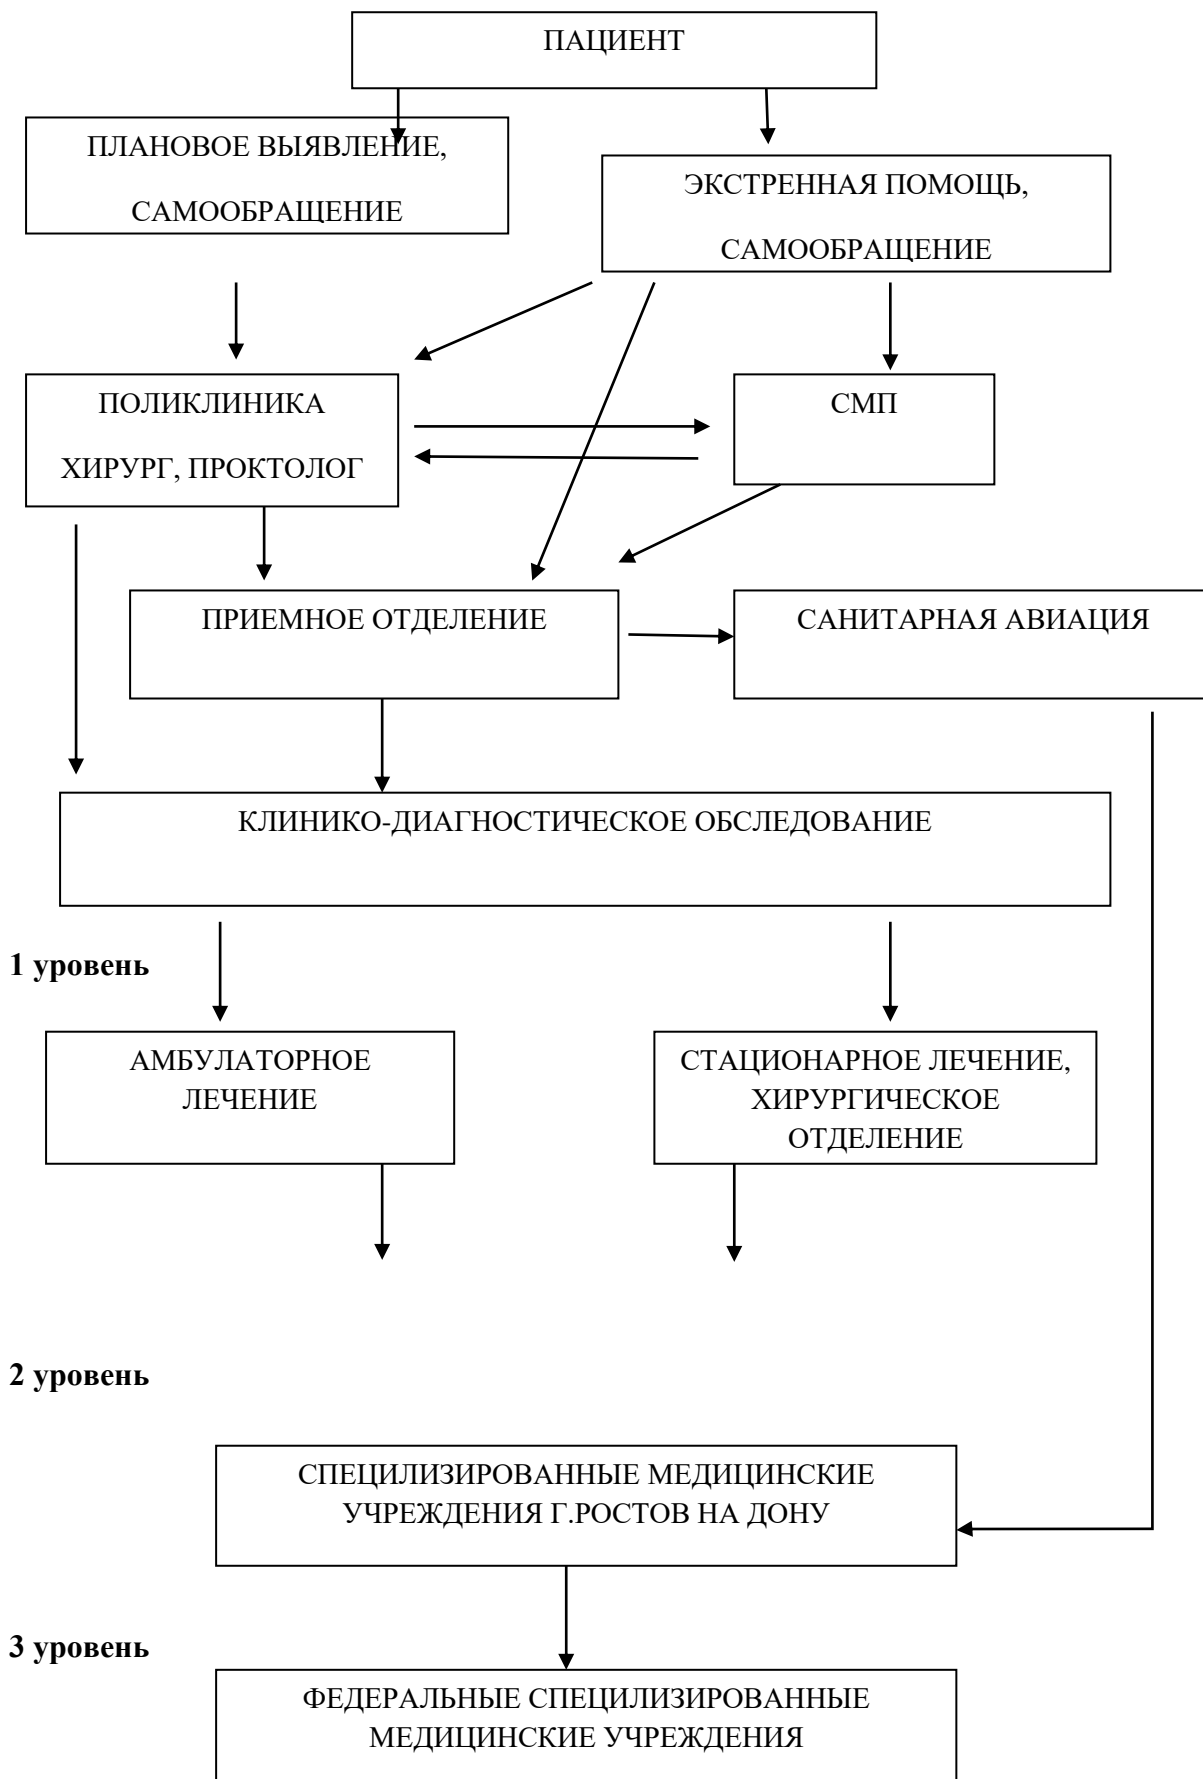 ПАЦИЕНТ
ПЛАНОВОЕ ВЫЯВЛЕНИЕ,
САМООБРАЩЕНИЕ
ЭКСТРЕННАЯ ПОМОЩЬ,
САМООБРАЩЕНИЕ
ПОЛИКЛИНИКА
ХИРУРГ, ПРОКТОЛОГ
СМП
ПРИЕМНОЕ ОТДЕЛЕНИЕ
САНИТАРНАЯ АВИАЦИЯ
КЛИНИКО-ДИАГНОСТИЧЕСКОЕ ОБСЛЕДОВАНИЕ
1 уровень
АМБУЛАТОРНОЕ
ЛЕЧЕНИЕ
СТАЦИОНАРНОЕ ЛЕЧЕНИЕ,
ХИРУРГИЧЕСКОЕ
ОТДЕЛЕНИЕ
2 уровень
СПЕЦИЛИЗИРОВАННЫЕ МЕДИЦИНСКИЕ
УЧРЕЖДЕНИЯ Г.РОСТОВ НА ДОНУ
3 уровень
ФЕДЕРАЛЬНЫЕ СПЕЦИЛИЗИРОВАННЫЕ
МЕДИЦИНСКИЕ УЧРЕЖДЕНИЯ